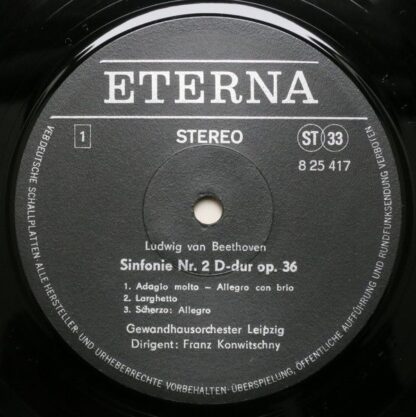 ETERNA
1
STEREO
ST 33
8 25 417
Ludwig van Beethoven
Sinfonie Nr. 2 D-dur op. 36
1. Adagio molto – Allegro con brio
2. Larghetto
3. Scherzo: Allegro
Gewandhausorchester Leipzig
Dirigent: Franz Konwitschny
VEB DEUTSCHE SCHALLPLATTEN · ALLE HERSTELLER- UND URHEBERRECHTE VORBEHALTEN · ÜBERSPIELUNG, ÖFFENTLICHE AUFFÜHRUNG UND RUNDFUNKSENDUNG VERBOTEN